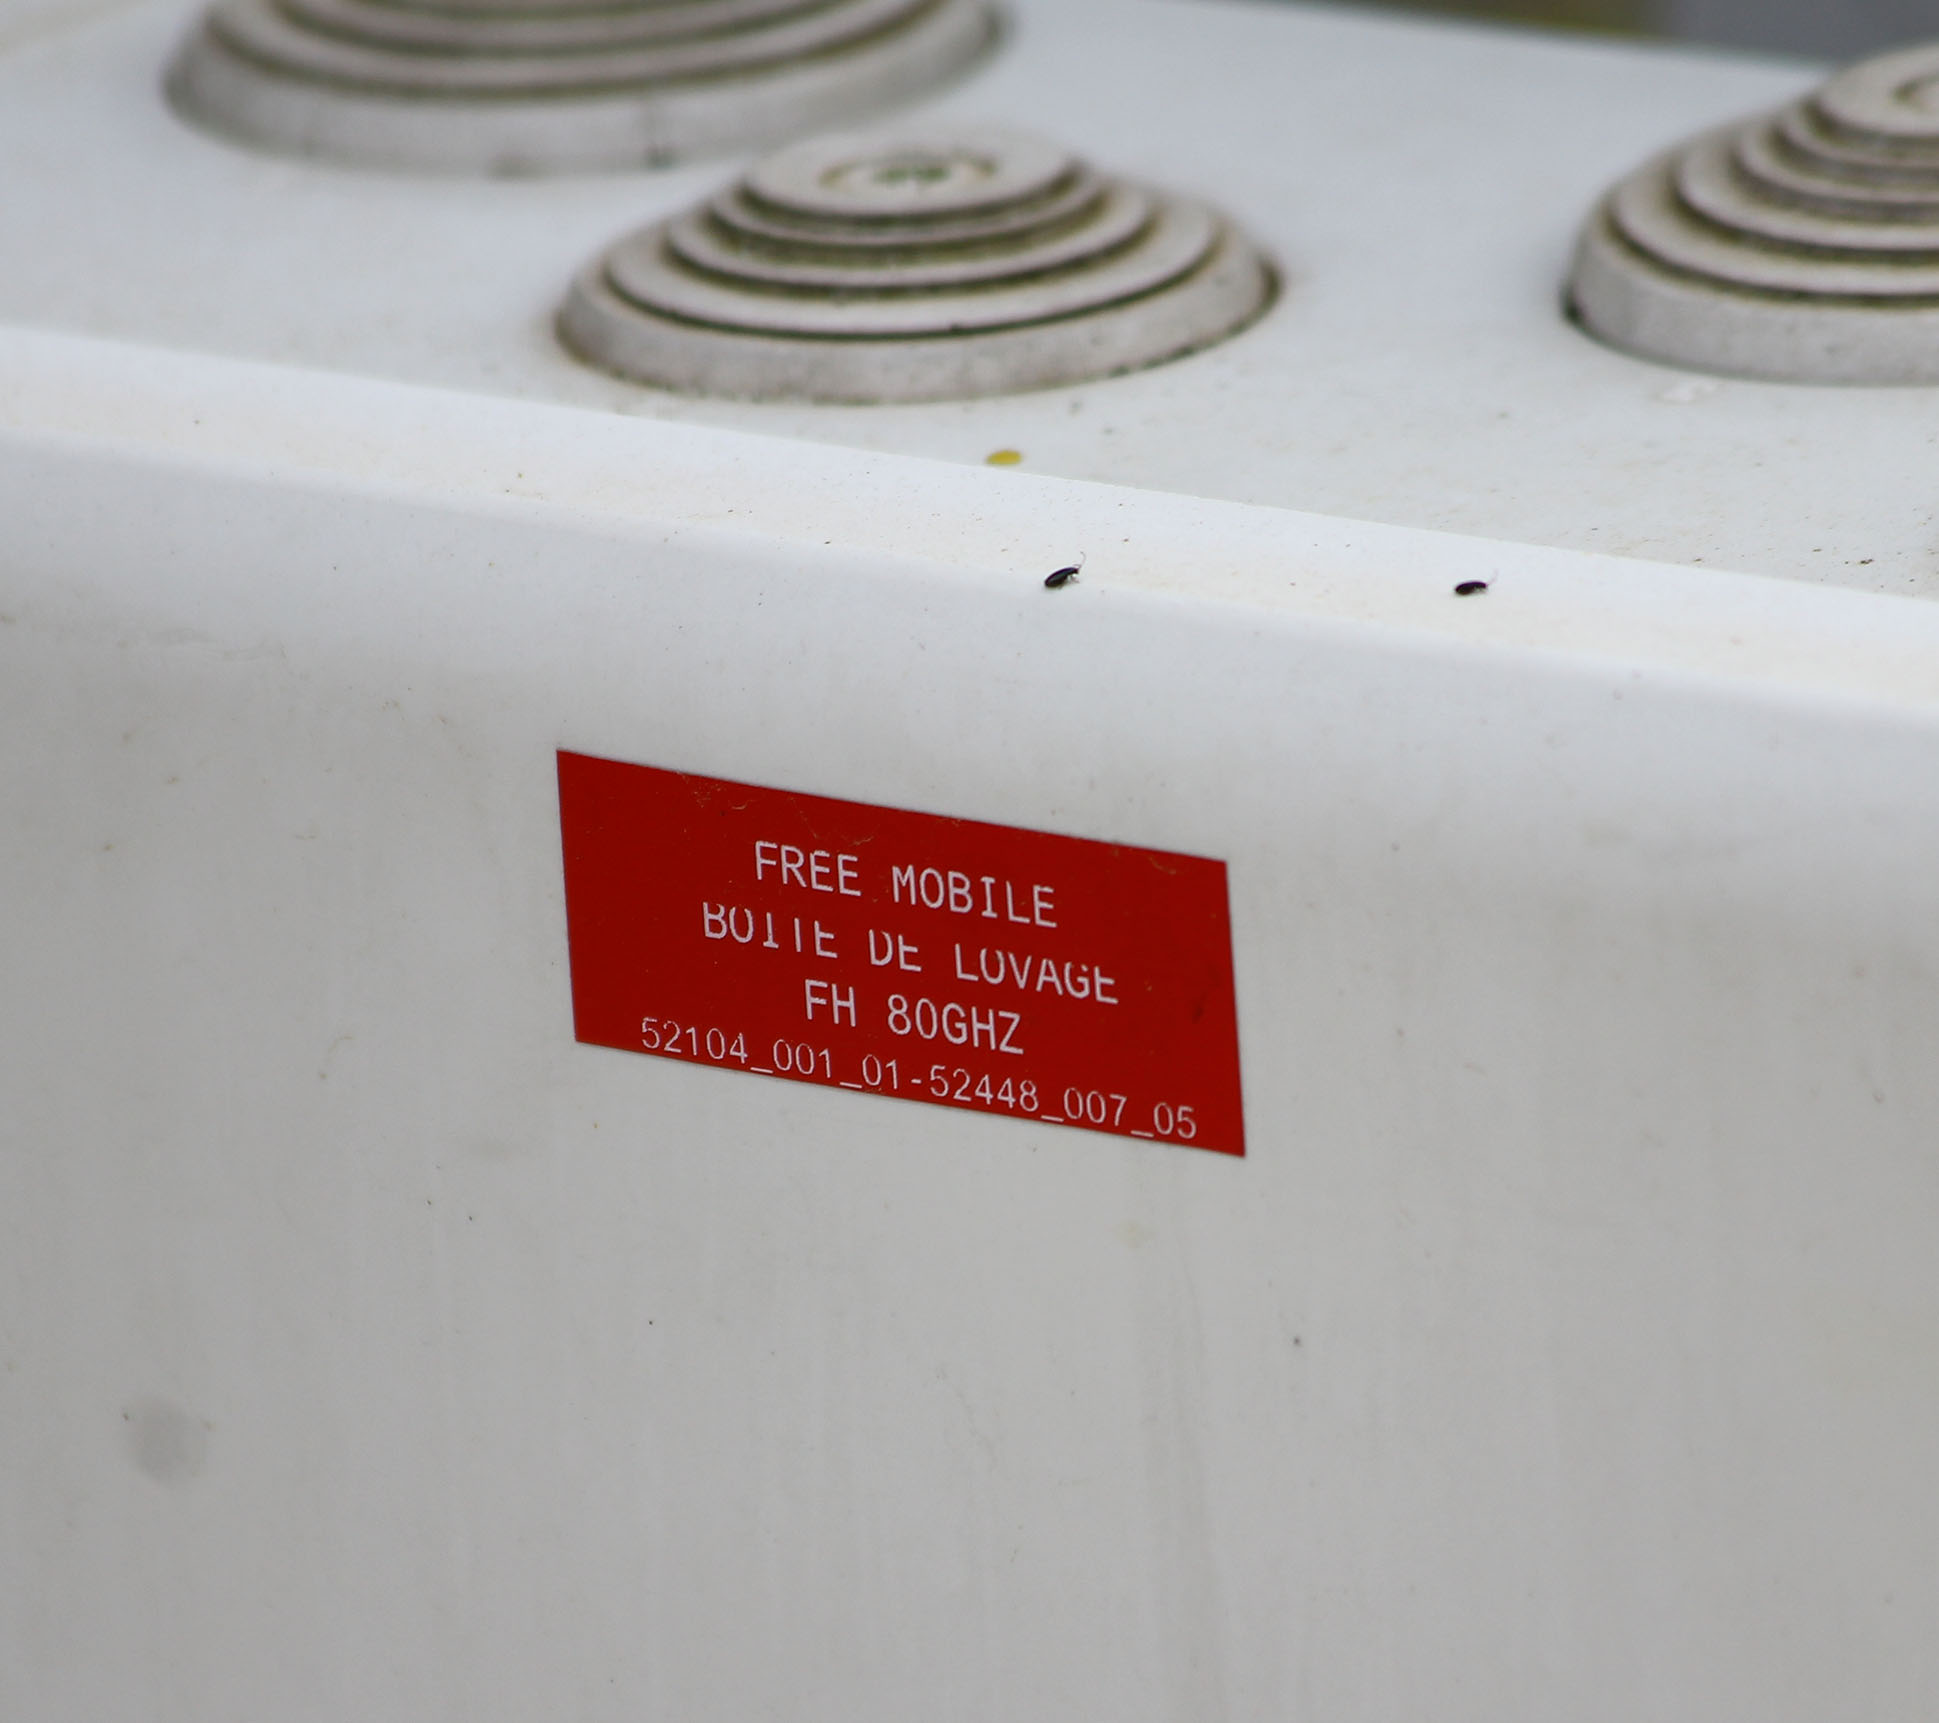 FREE MOBILE
BOITE DE LOVAGE
FH 80GHZ
52104_001_01-52448_007_05